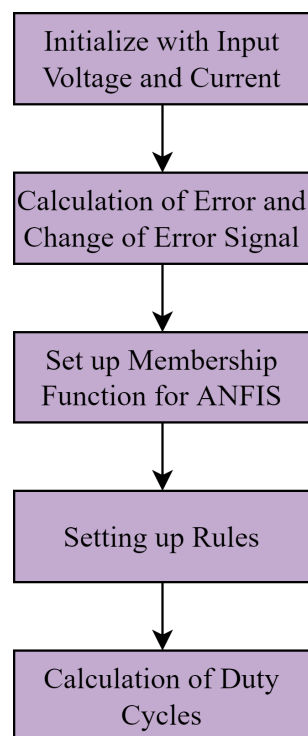 Initialize with Input
Voltage and Current
Calculation of Error and
Change of Error Signal
Set up Membership
Function for ANFIS
Setting up Rules
Calculation of Duty
Cycles